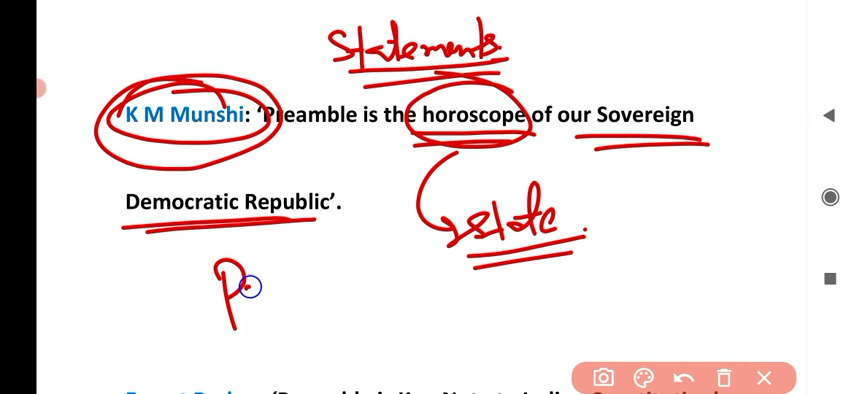 Statements
K M Munshi: ‘Preamble is the horoscope of our Sovereign
Democratic Republic’.
state.
P